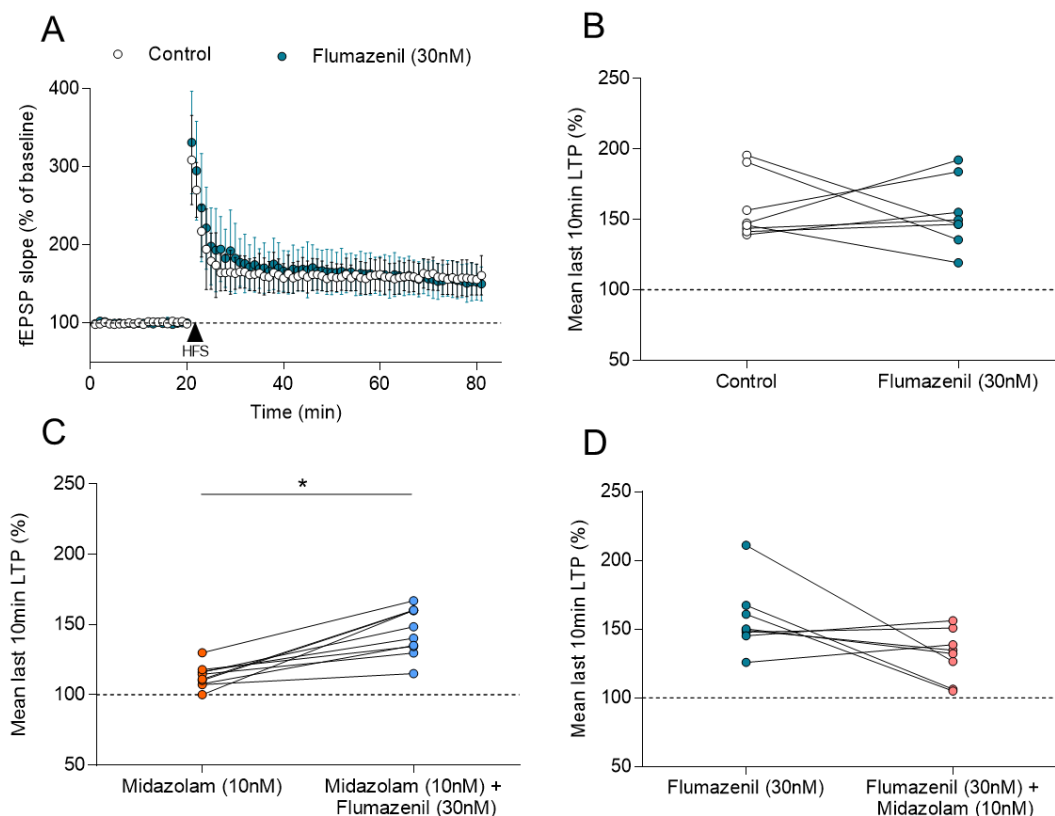 A
Control
Flumazenil (30nM)
fEPSP slope (% of baseline)
400
300
200
100
HFS
0
20
40
60
80
Time (min)
B
Mean last 10min LTP (%)
250
200
150
100
50
Control
Flumazenil (30nM)
C
Mean last 10min LTP (%)
250
200
150
100
50
*
Midazolam (10nM)
Midazolam (10nM) +
Flumazenil (30nM)
D
Mean last 10min LTP (%)
250
200
150
100
50
Flumazenil (30nM)
Flumazenil (30nM) +
Midazolam (10nM)